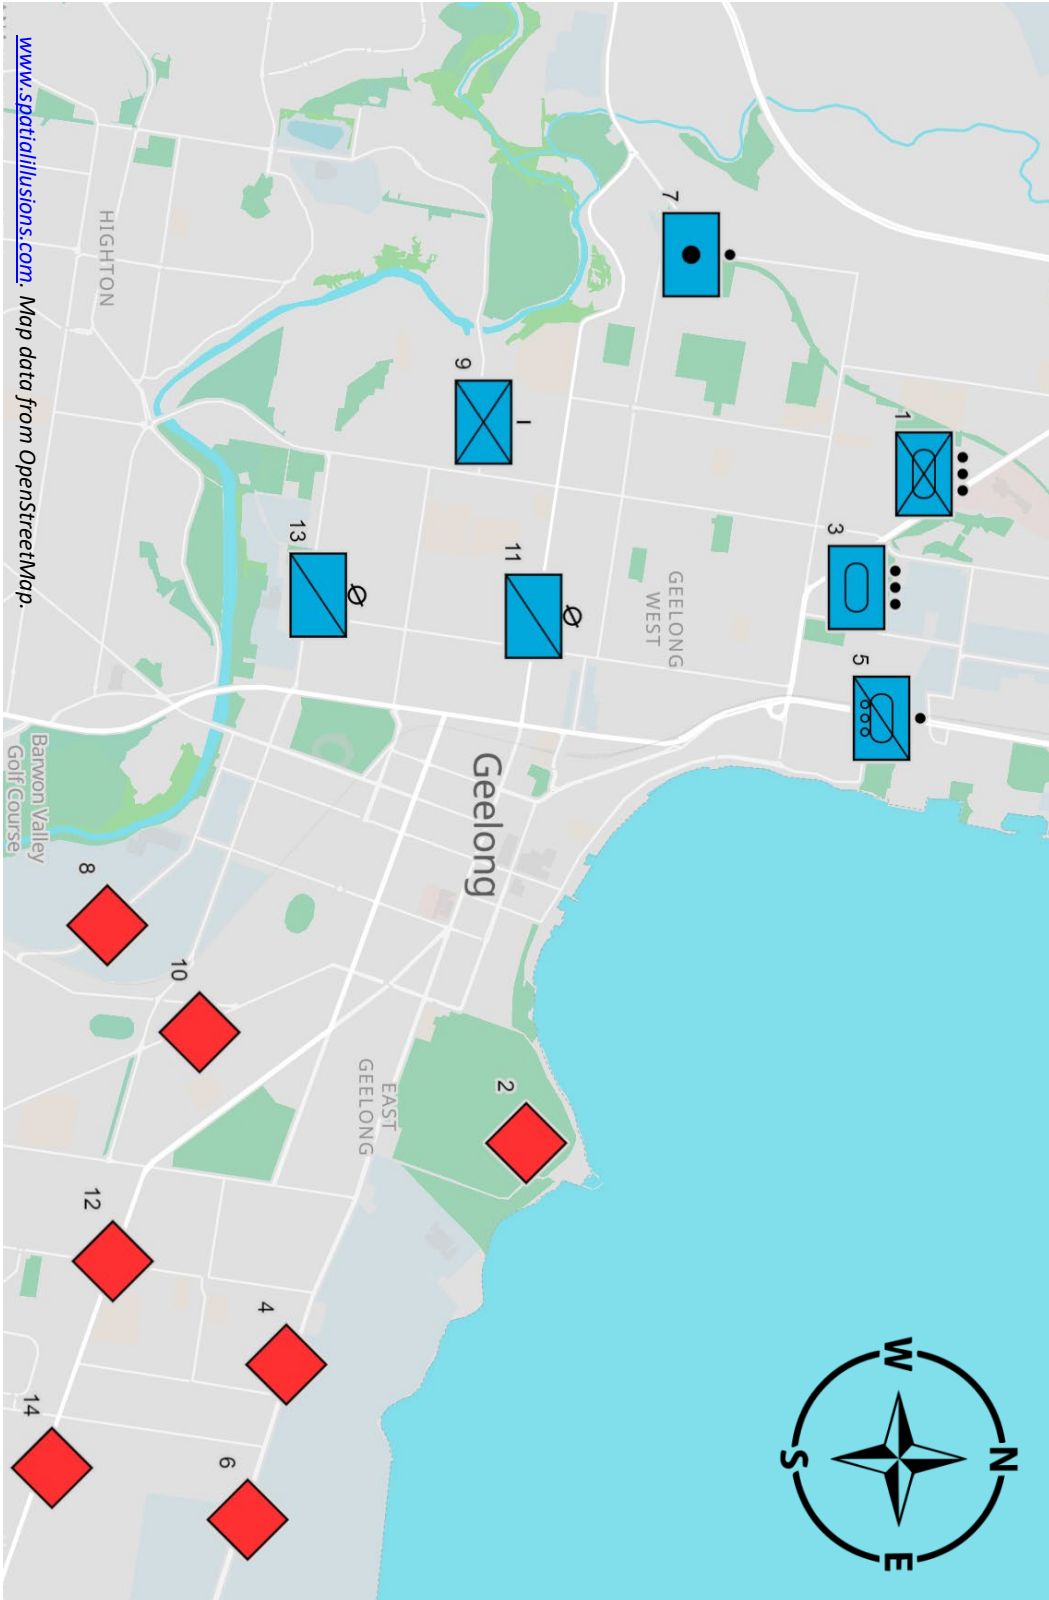 N
1
W
E
5
3
S
GEELONG
WEST
7
I
11
2
Geelong
9
EAST
GEELONG
13
4
6
10
HIGHTON
12
8
Barwon Valley
Golf Course
14
www.spatialillusions.com. Map data from OpenStreetMap.